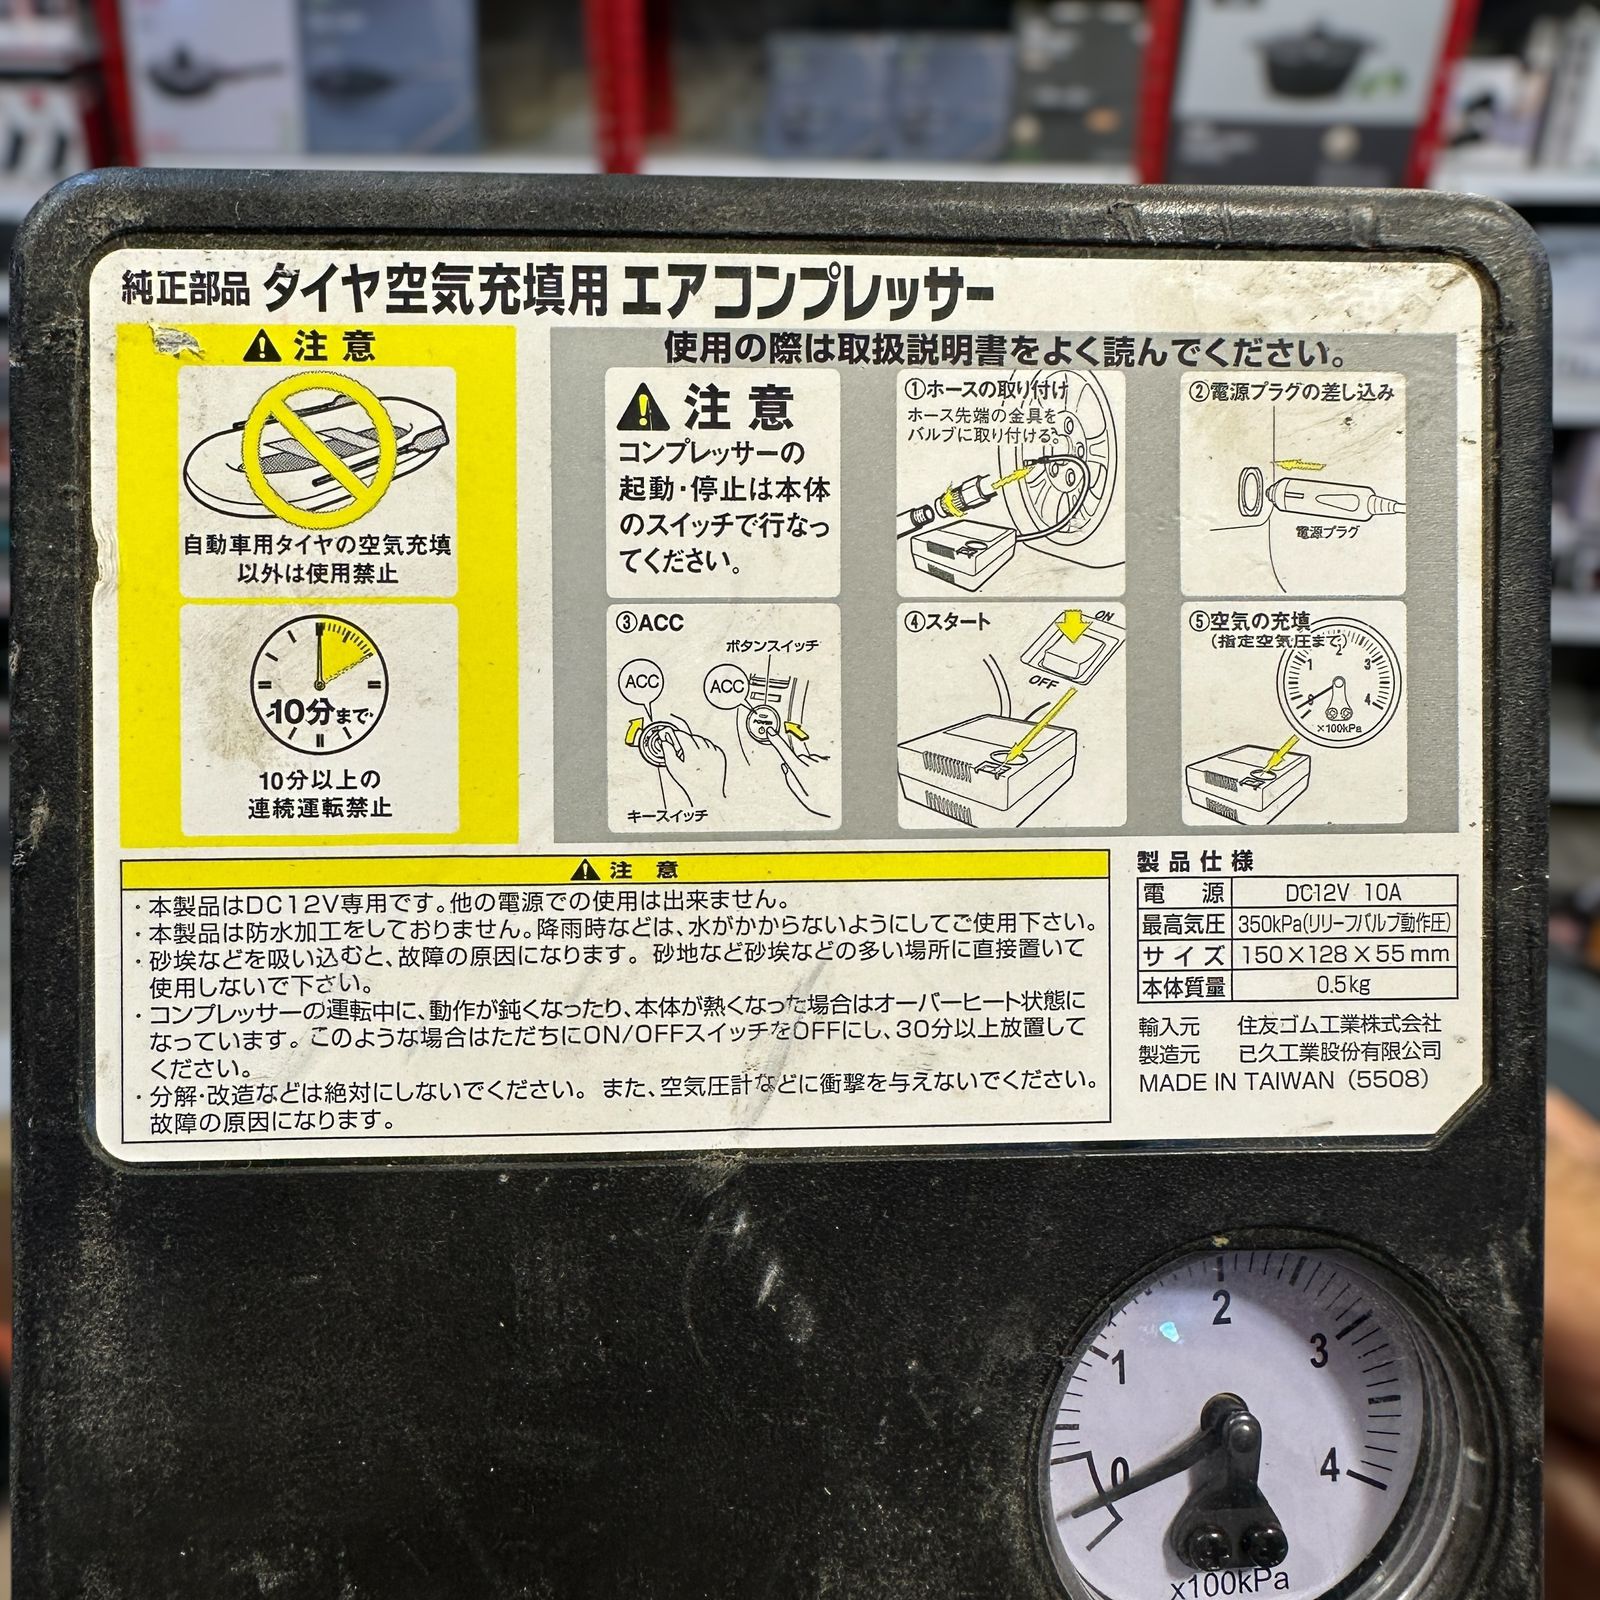 純正部品 タイヤ空気充填用 エアコンプレッサー
注意
自動車用タイヤの空気充填
以外は使用禁止
10分まで
10分以上の
連続運転禁止
使用の際は取扱説明書をよく読んでください。
注意
コンプレッサーの
起動・停止は本体
のスイッチで行なっ
てください。
①ホースの取り付け
ホース先端の金具を
バルブに取り付ける。
②電源プラグの差し込み
電源プラグ
③ACC
ボタンスイッチ
ACC
ACC
POWER
キースイッチ
④スタート
ON
OFF
⑤空気の充填
(指定空気圧まで)
0 1 2 3 4
×100kPa
注意
・本製品はDC12V専用です。他の電源での使用は出来ません。
・本製品は防水加工をしておりません。降雨時などは、水がかからないようにしてご使用下さい。
・砂埃などを吸い込むと、故障の原因になります。砂地など砂埃などの多い場所に直接置いて
使用しないで下さい。
・コンプレッサーの運転中に、動作が鈍くなったり、本体が熱くなった場合はオーバーヒート状態に
なっています。このような場合はただちにON/OFFスイッチをOFFにし、30分以上放置して
ください。
・分解・改造などは絶対にしないでください。また、空気圧計などに衝撃を与えないでください。
故障の原因になります。
製品仕様
電源 DC12V 10A
最高気圧 350kPa(リリーフバルブ動作圧)
サイズ 150×128×55mm
本体質量 0.5kg
輸入元 住友ゴム工業株式会社
製造元 己久工業股份有限公司
MADE IN TAIWAN (5508)
0 1 2 3 4
x100kPa